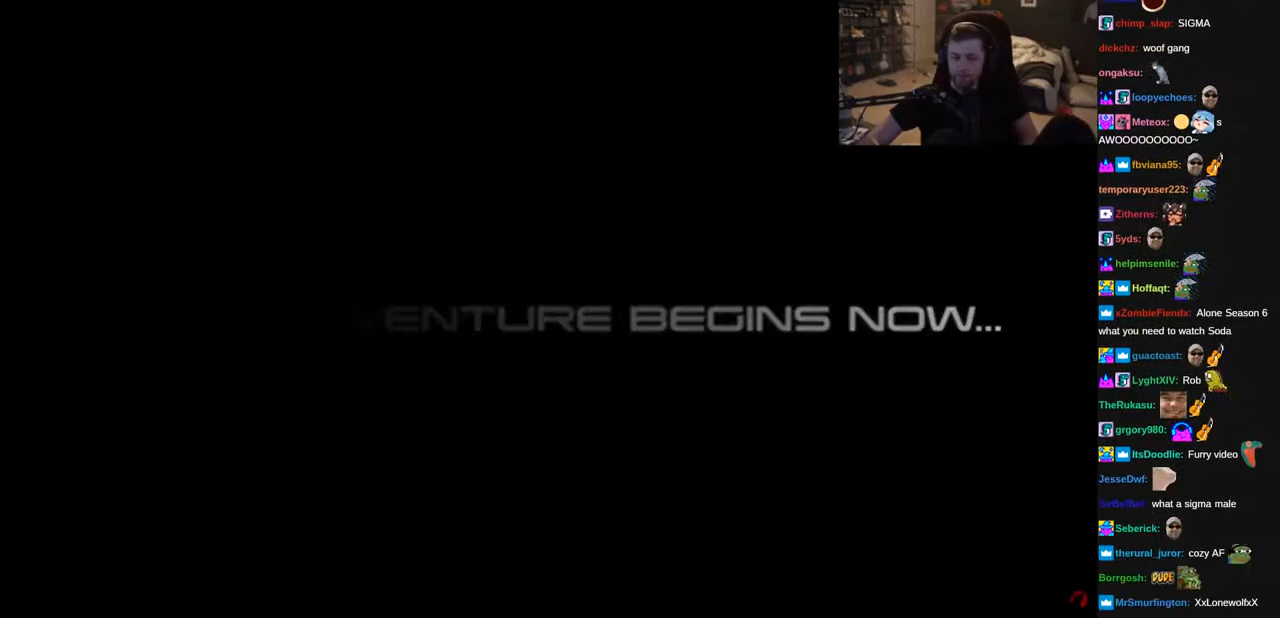 VENTURE BEGINS NOW...
chimp_slap: SIGMA
dickchz: woof gang
ongaksu:
loopyechoes:
Meteox: s
AWOOOOOOOOOO~
fbviana95:
temporaryuser223:
Zitherns:
5yds:
helpimsenile:
Hoffaqt:
xZombieFiendx: Alone Season 6
what you need to watch Soda
guactoast:
LyghtXIV: Rob
TheRukasu:
grgory980:
ItsDoodlie: Furry video
JesseDwf:
what a sigma male
Seberick:
therural_juror: cozy AF
Borrgosh: DUDE
MrSmurfington: XxLonewolfxX